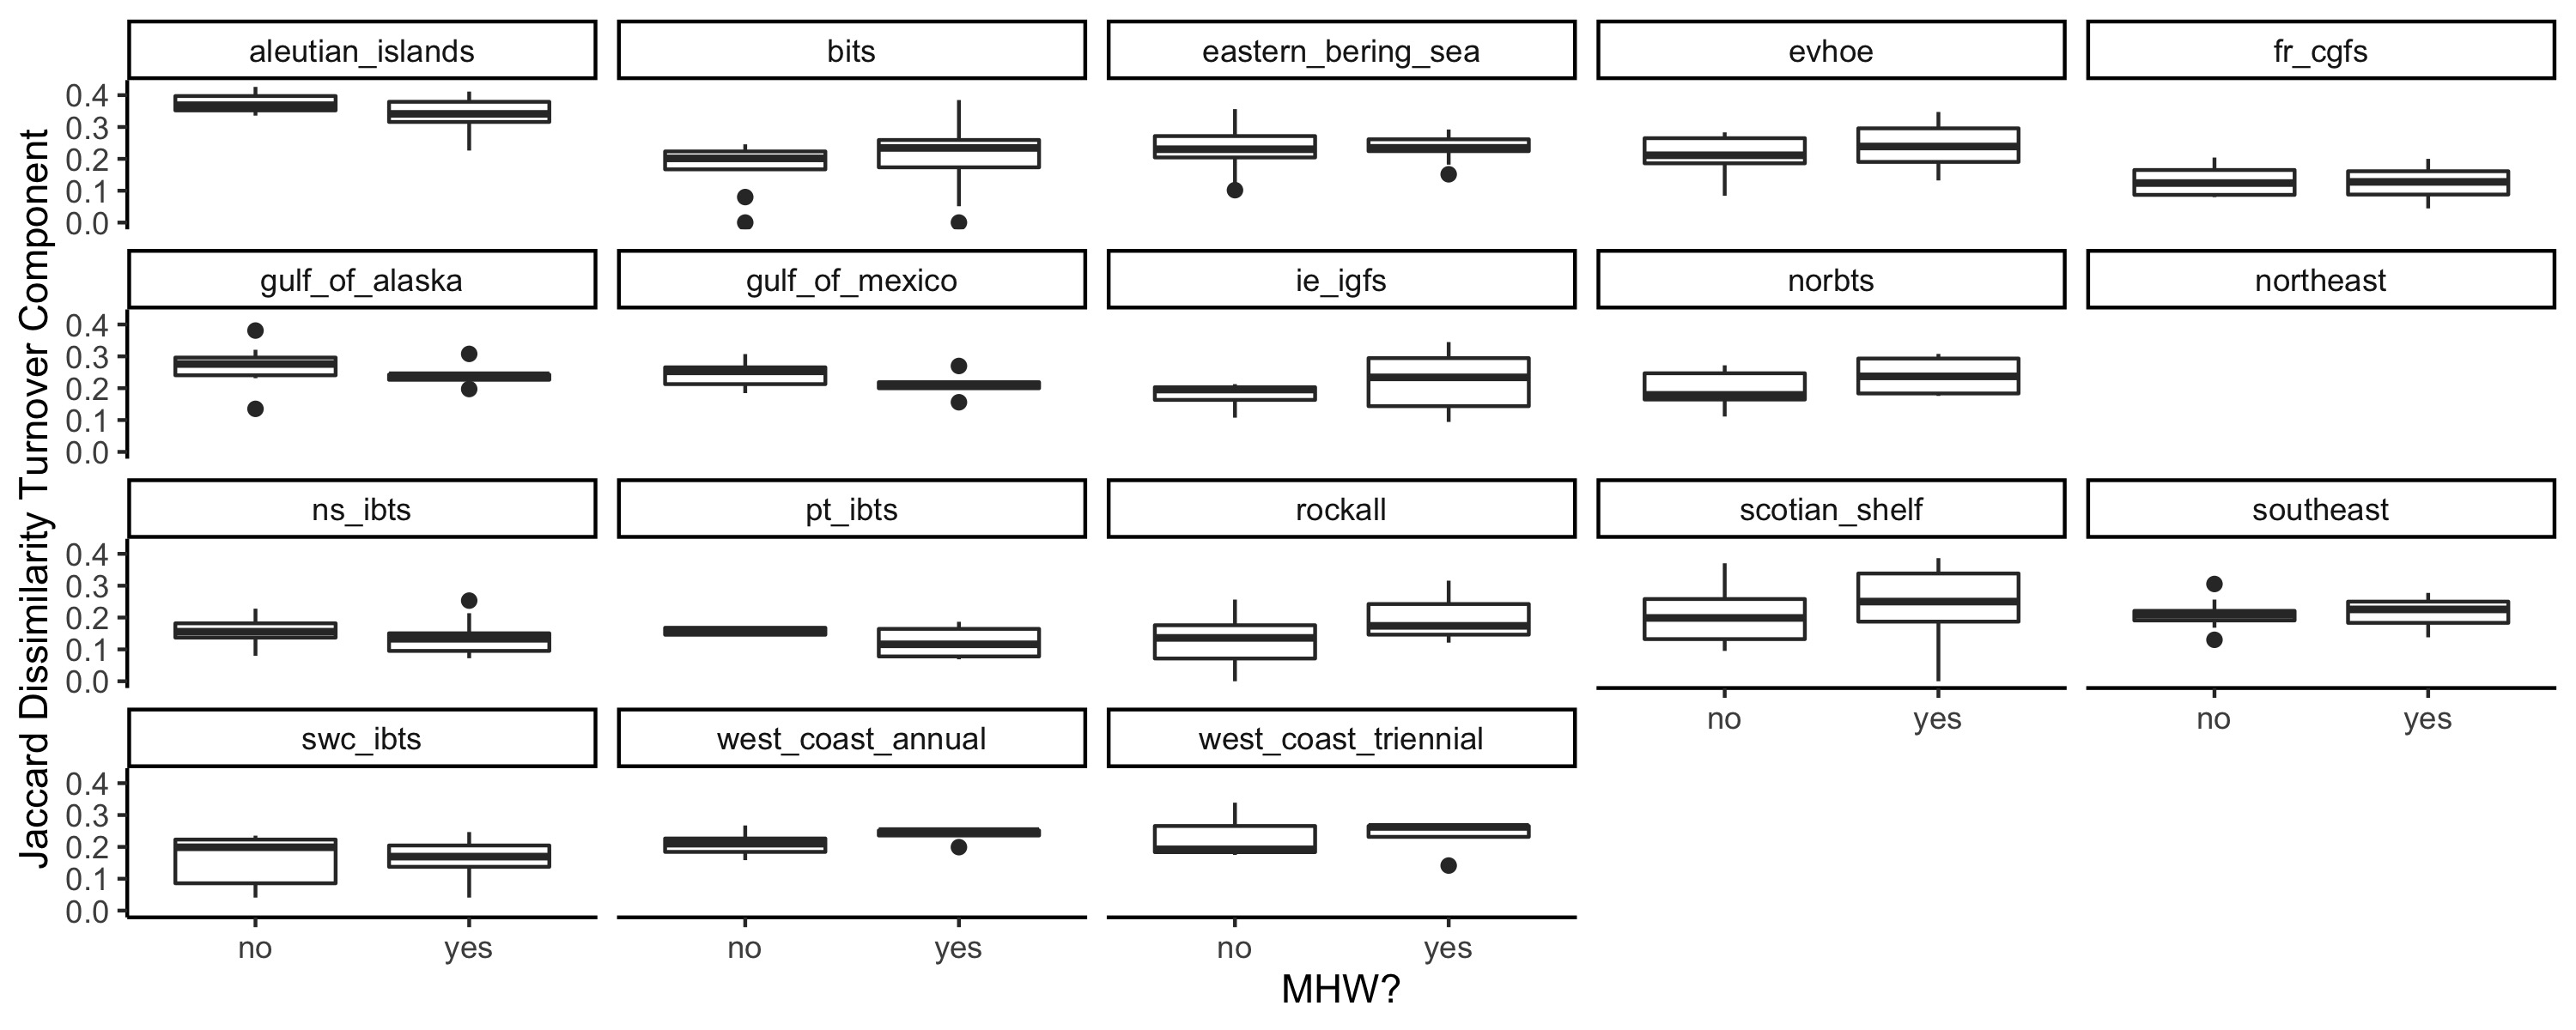 aleutian_islands bits eastern_bering_sea evhoe fr_cgfs
0.4
0.3
0.2
0.1
0.0
gulf_of_alaska gulf_of_mexico ie_igfs norbts northeast
0.4
0.3
0.2
0.1
0.0
ns_ibts pt_ibts rockall scotian_shelf southeast
0.4
0.3
0.2
0.1
0.0
no yes no yes
swc_ibts west_coast_annual west_coast_triennial
0.4
0.3
0.2
0.1
0.0
no yes no yes no yes
MHW?
Jaccard Dissimilarity Turnover Component